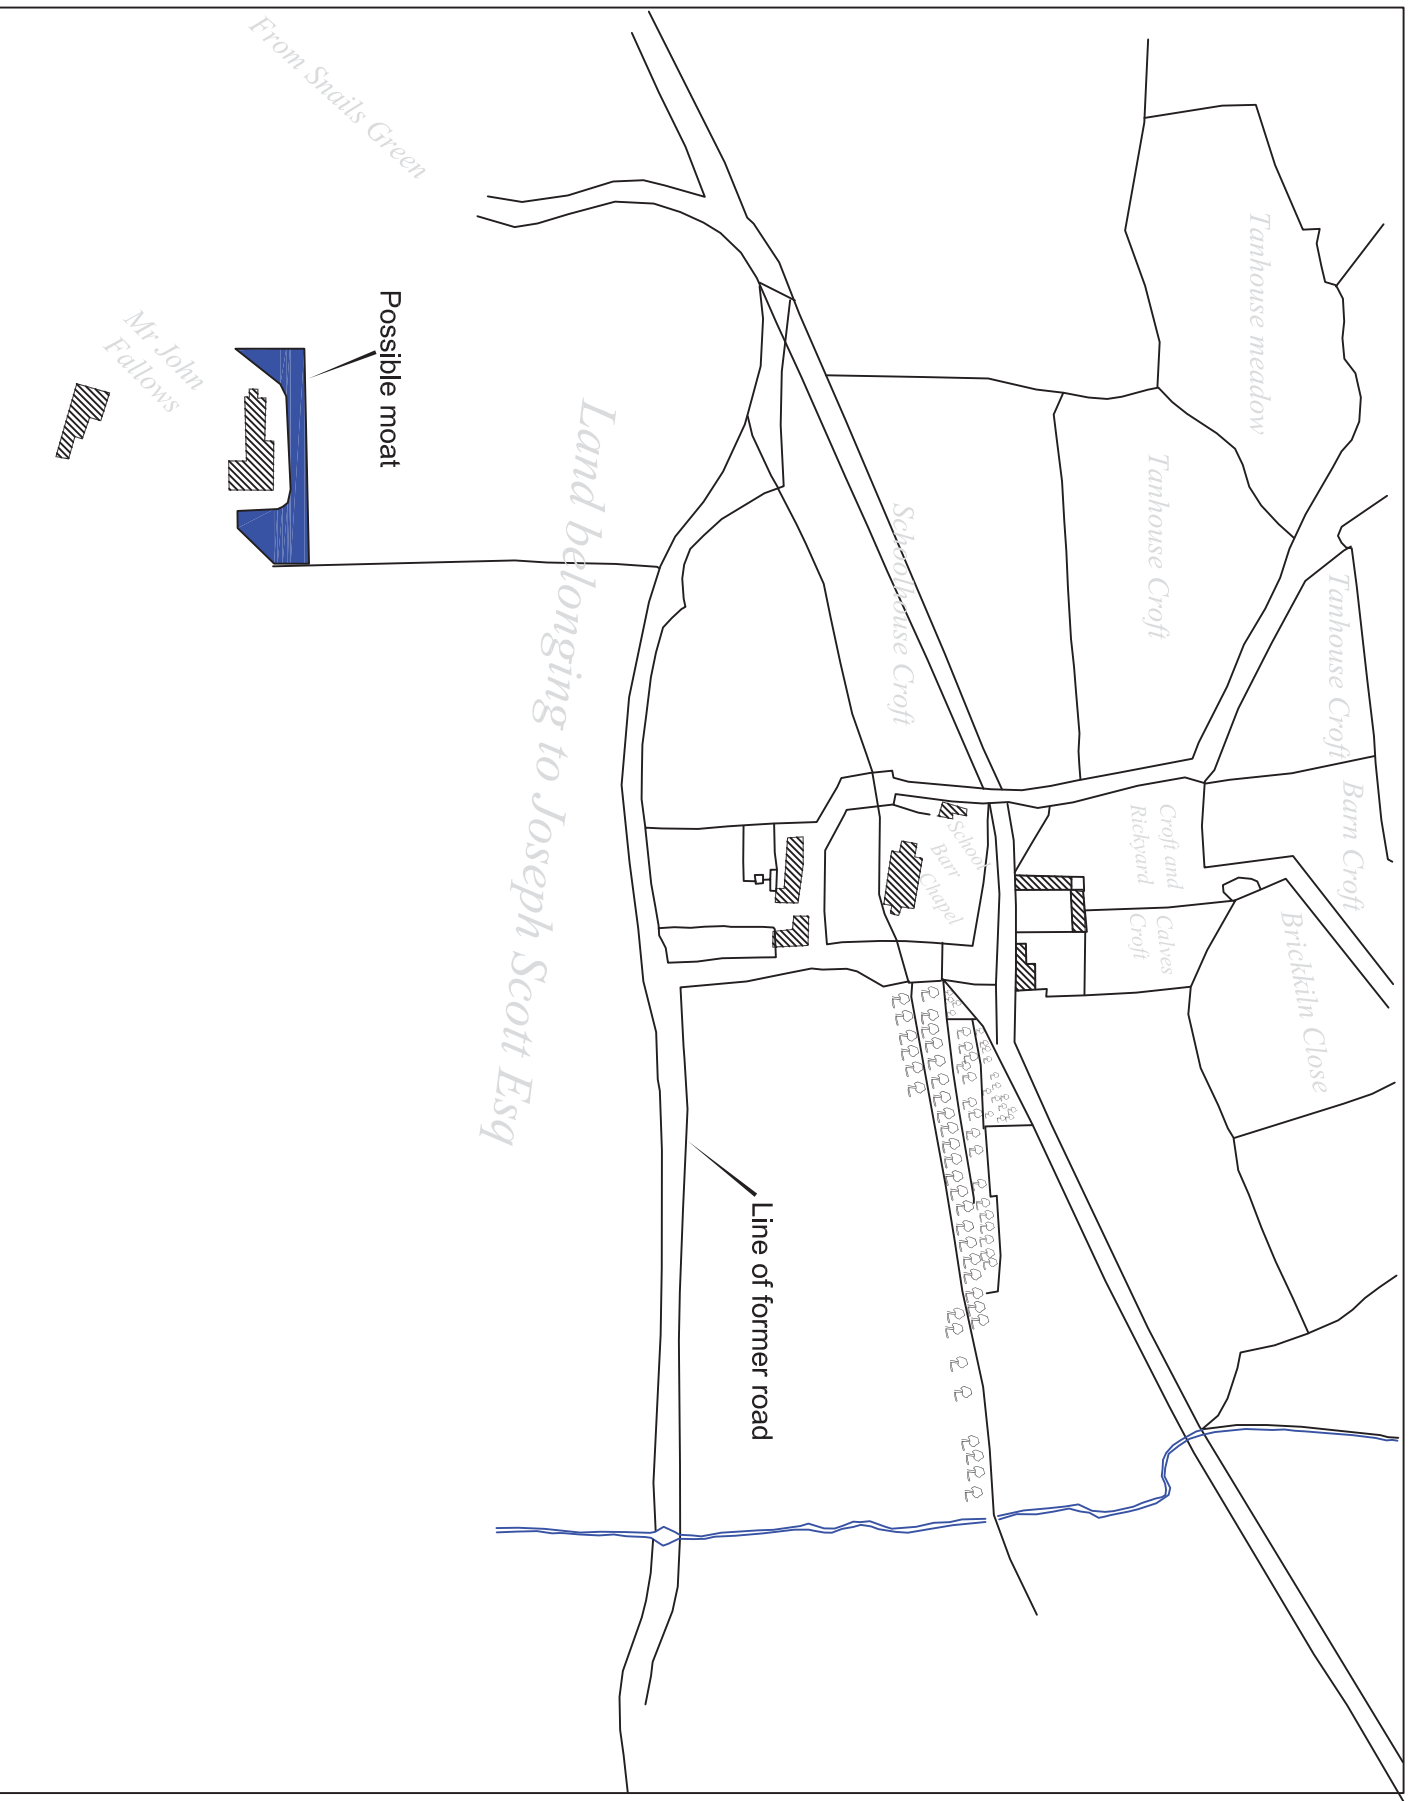 From Snails Green
Tanhouse meadow
Possible moat
Mr John
Fallows
Land belonging to Joseph Scott Esq
Schoolhouse Croft
Tanhouse Croft
Tanhouse Croft
Barn Croft
Croft and
Rickyard
Calves
Croft
School
Barr
Chapel
Brickkiln Close
Line of former road